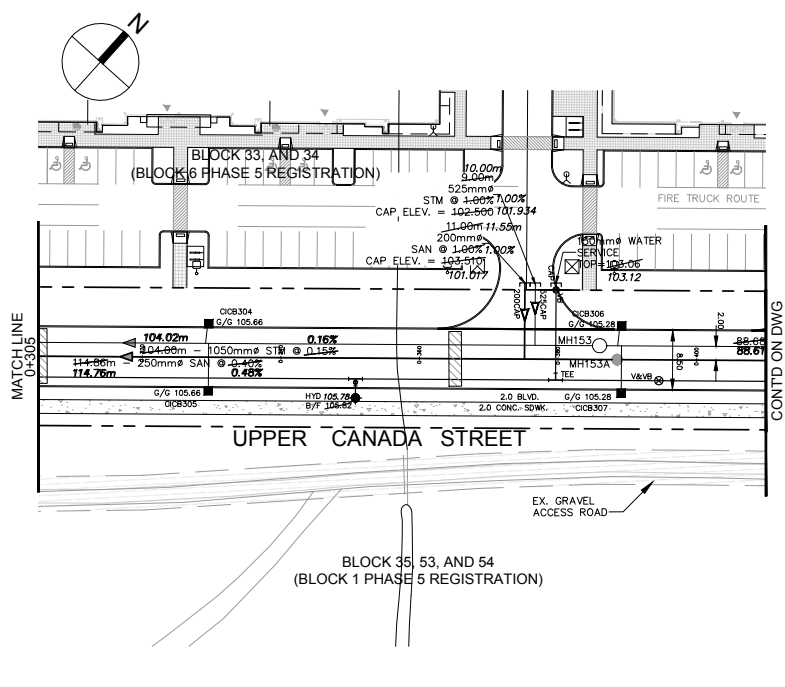 N
BLOCK 33, AND 34
(BLOCK 6 PHASE 5 REGISTRATION)
10.00m
9.00m
525mmø
STM @ 1.00% 1.00%
CAP ELEV. = 102.500 101.934
11.00m 11.55m
200mmø
SAN @ 1.00% 1.00%
CAP ELEV. = 103.510
101.017
FIRE TRUCK ROUTE
150mmø WATER
SERVICE
TOP=103.06
103.12
CAP
VB
200CAP
525CAP
CICB304
G/G 105.66
CICB306
G/G 105.28
2.00
MATCH LINE
0+305
104.02m 0.16%
104.00m - 1050mmø STM @ 0.15%
114.86m - 250mmø SAN @ 0.40%
114.76m 0.48%
MH153
MH153A
8.50
88.61
CONT'D ON DWG
TEE
V&VB
G/G 105.66
CICB305
HYD 105.78
B/F 105.82
2.0 BLVD.
2.0 CONC. SDWK.
G/G 105.28
CICB307
UPPER CANADA STREET
EX. GRAVEL
ACCESS ROAD
BLOCK 35, 53, AND 54
(BLOCK 1 PHASE 5 REGISTRATION)